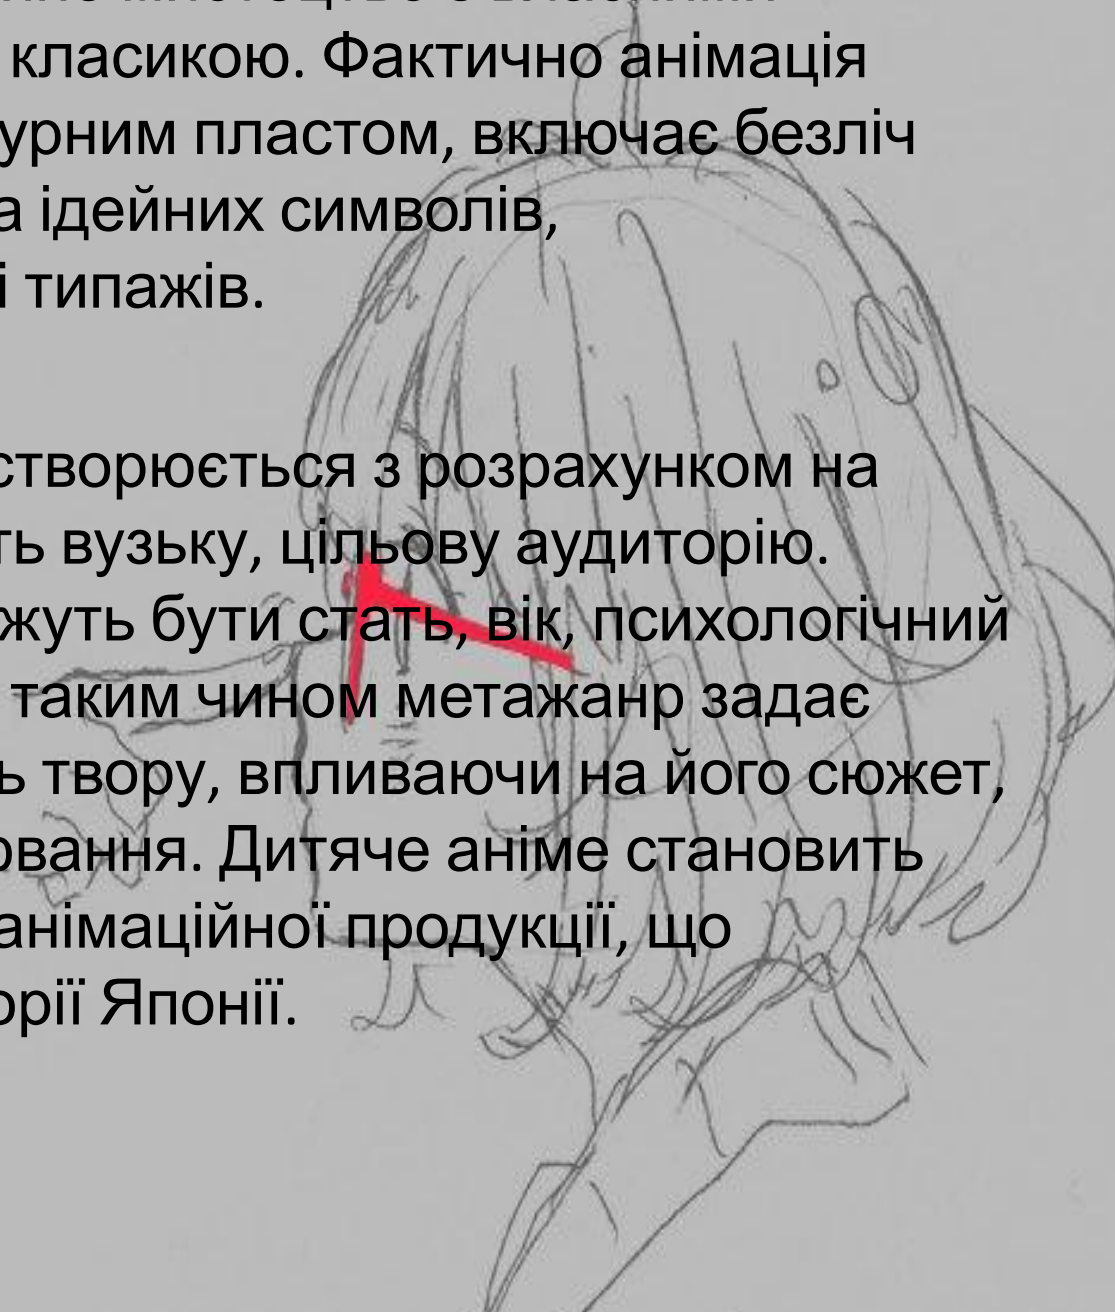 класикою. Фактично анімація
урним пластом, включає безліч
а ідейних символів,
і типажів.
створюється з розрахунком на
ть вузьку, цільову аудиторію.
жуть бути стать, вік, психологічний
таким чином метажанр задає
ь твору, впливаючи на його сюжет,
ювання. Дитяче аніме становить
анімаційної продукції, що
орії Японії.